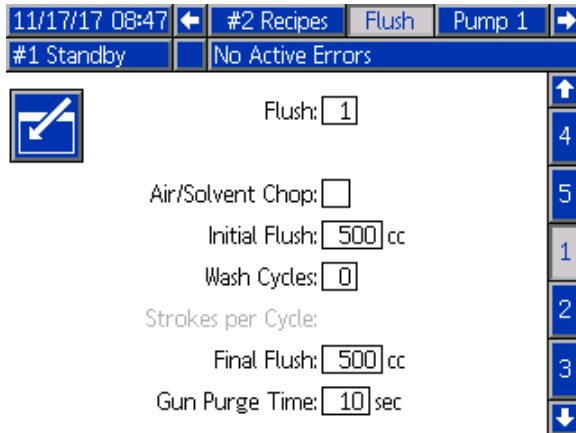 11/17/17 08:47 #2 Recipes Flush Pump 1
#1 Standby No Active Errors
Flush: 1
4
Air/Solvent Chop:
5
Initial Flush: 500 cc
1
Wash Cycles: 0
Strokes per Cycle:
2
Final Flush: 500 cc
3
Gun Purge Time: 10 sec